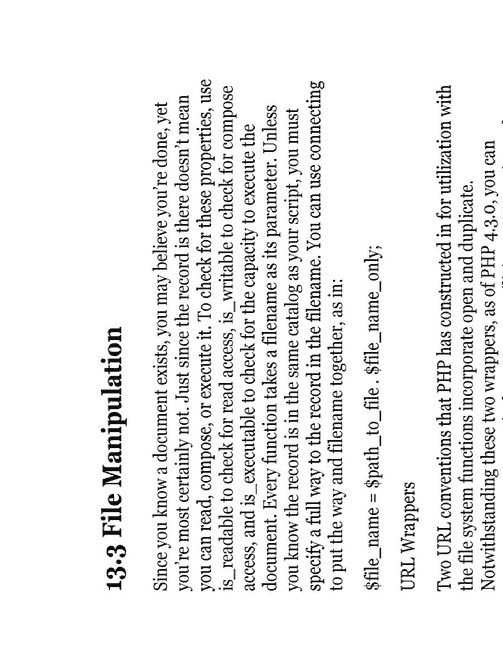 13.3 File Manipulation
Since you know a document exists, you may believe you're done, yet
you're most certainly not. Just since the record is there doesn't mean
you can read, compose, or execute it. To check for these properties, use
is_readable to check for read access, is_writable to check for compose
access, and is_executable to check for the capacity to execute the
document. Every function takes a filename as its parameter. Unless
you know the record is in the same catalog as your script, you must
specify a full way to the record in the filename. You can use connecting
to put the way and filename together, as in:
$file_name = $path_to_file . $file_name_only;
URL Wrappers
Two URL conventions that PHP has constructed in for utilization with
the file system functions incorporate open and duplicate.
Notwithstanding these two wrappers, as of PHP 4.3.0, you can